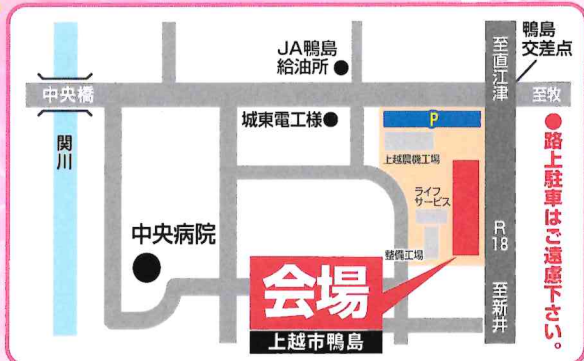 JA鴨島
給油所
至直江津
鴨島
交差点
中央橋
至牧
関川
城東電工様
P
上越農機工場
ライフ
サービス
整備工場
中央病院
R
18
至新井
会場
上越市鴨島
●路上駐車はご遠慮下さい。